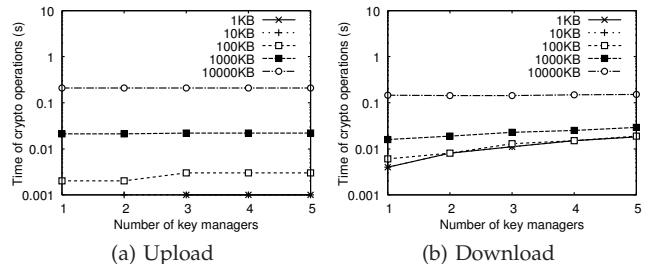 10
1
0.1
0.01
0.001
Time of crypto operations (s)
1KB
10KB
100KB
1000KB
10000KB
1 2 3 4 5
Number of key managers
(a) Upload
10
1
0.1
0.01
0.001
Time of crypto operations (s)
1KB
10KB
100KB
1000KB
10000KB
1 2 3 4 5
Number of key managers
(b) Download